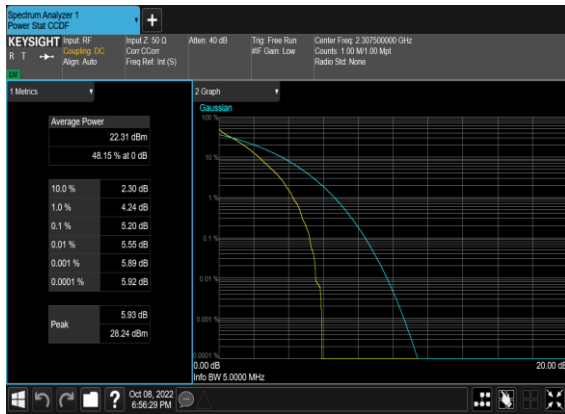 Spectrum Analyzer 1
Power Stat CCDF
KEYSIGHT
R T
LXI
Input: RF
Coupling: DC
Align: Auto
Input Z: 50 Ω
Corr CCorr
Freq Ref: Int (S)
Atten: 40 dB
Trig: Free Run
#IF Gain: Low
Center Freq: 2.307500000 GHz
Counts: 1.00 M/1.00 Mpt
Radio Std: None
1 Metrics
Average Power
22.31 dBm
48.15 % at 0 dB
10.0 % 2.30 dB
1.0 % 4.24 dB
0.1 % 5.20 dB
0.01 % 5.55 dB
0.001 % 5.89 dB
0.0001 % 5.92 dB
Peak
5.93 dB
28.24 dBm
2 Graph
Gaussian
100 %
10 %
1 %
0.1 %
0.01 %
0.001 %
0.0001 %
0.00 dB
20.00 dB
Info BW 5.0000 MHz
?
Oct 08, 2022
6:56:29 PM